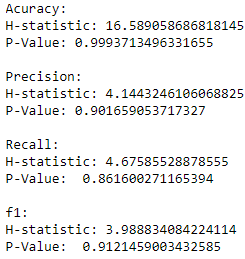 Acuracy:
H-statistic: 16.589058686818145
P-Value: 0.9993713496331655

Precision:
H-statistic: 4.1443246106068825
P-Value: 0.901659053717327

Recall:
H-statistic: 4.67585528878555
P-Value:  0.861600271165394

f1:
H-statistic: 3.988834084224114
P-Value:  0.9121459003432585